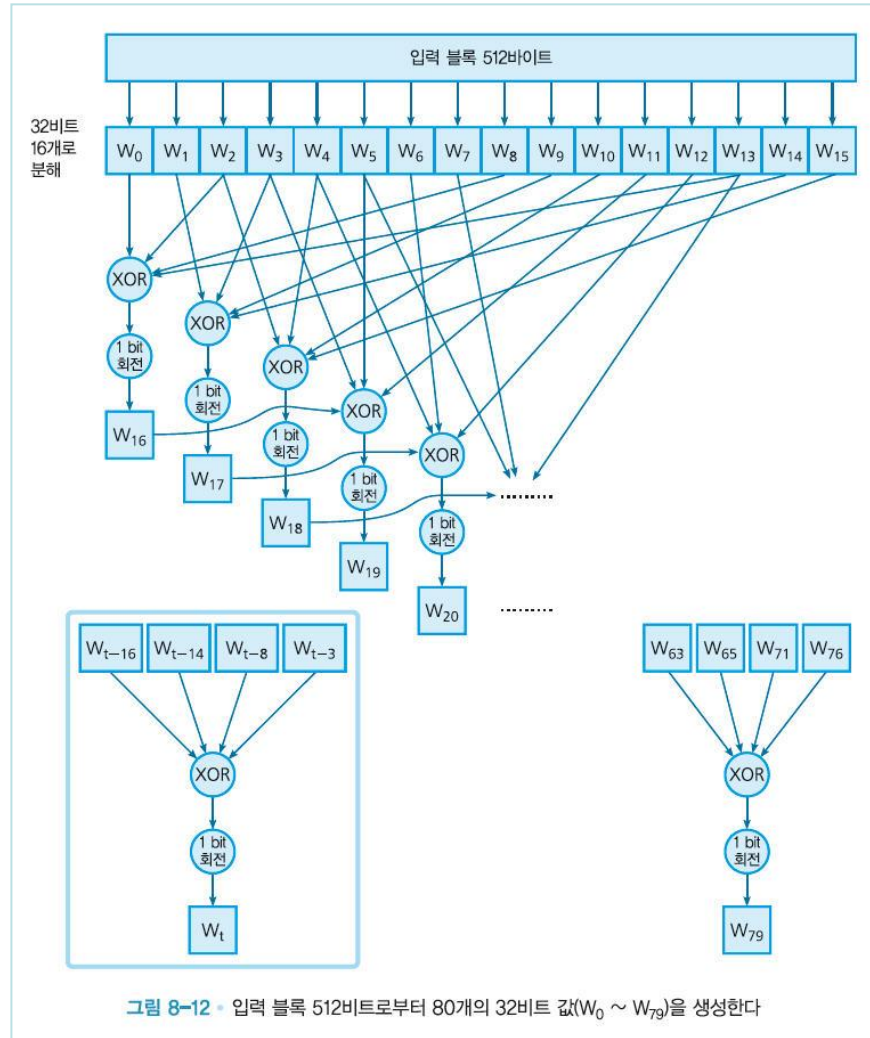 입력 블록 512바이트
32비트
16개로
분해
W₀ W₁ W₂ W₃ W₄ W₅ W₆ W₇ W₈ W₉ W₁₀ W₁₁ W₁₂ W₁₃ W₁₄ W₁₅
XOR
XOR
XOR
XOR
XOR
1 bit
회전
1 bit
회전
1 bit
회전
1 bit
회전
1 bit
회전
W₁₆
W₁₇
W₁₈
W₁₉
W₂₀
..........
..........
Wₜ₋₁₆ Wₜ₋₁₄ Wₜ₋₈ Wₜ₋₃
XOR
1 bit
회전
Wₜ
W₆₃ W₆₅ W₇₁ W₇₆
XOR
1 bit
회전
W₇₉
그림 8-12 • 입력 블록 512비트로부터 80개의 32비트 값(W₀ ~ W₇₉)을 생성한다